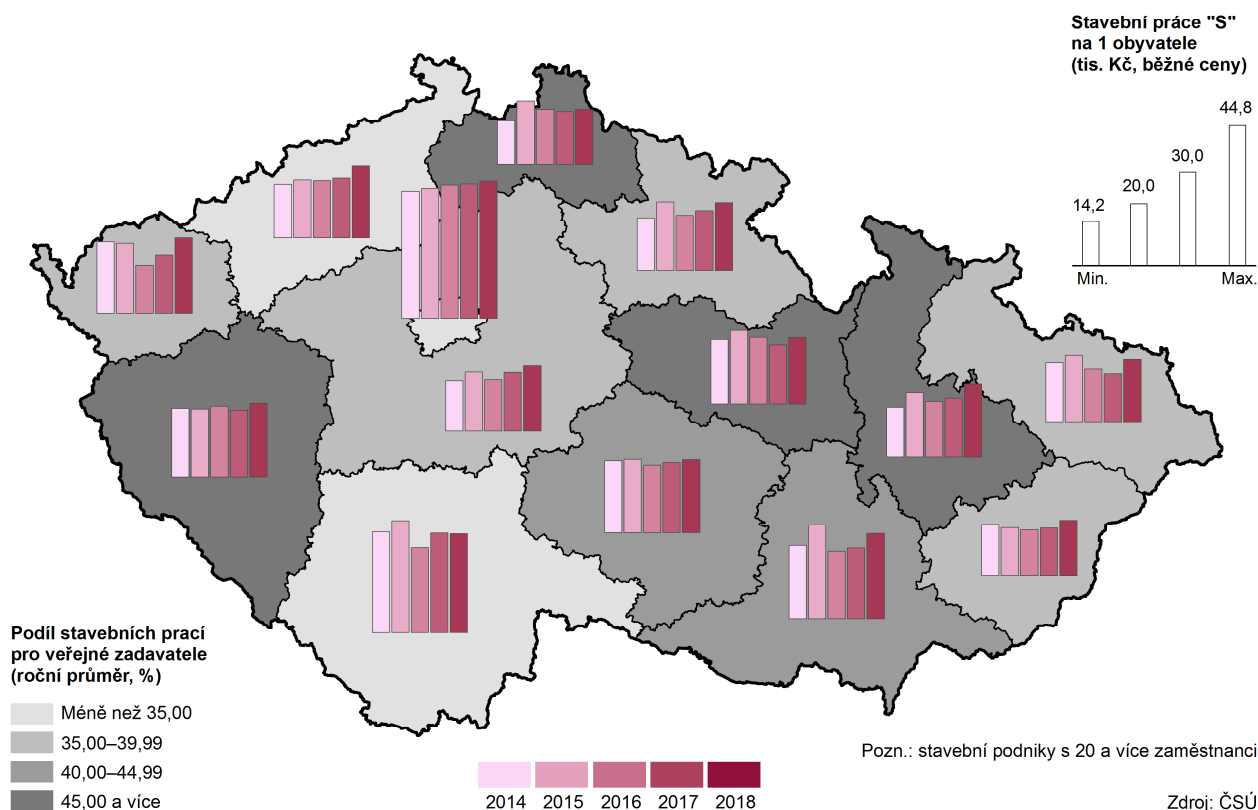 Stavební práce "S"
na 1 obyvatele
(tis. Kč, běžné ceny)
44,8
30,0
20,0
14,2
Min.
Max.
Podíl stavebních prací
pro veřejné zadavatele
(roční průměr, %)
Méně než 35,00
35,00–39,99
40,00–44,99
45,00 a více
2014
2015
2016
2017
2018
Pozn.: stavební podniky s 20 a více zaměstnanci
Zdroj: ČSÚ